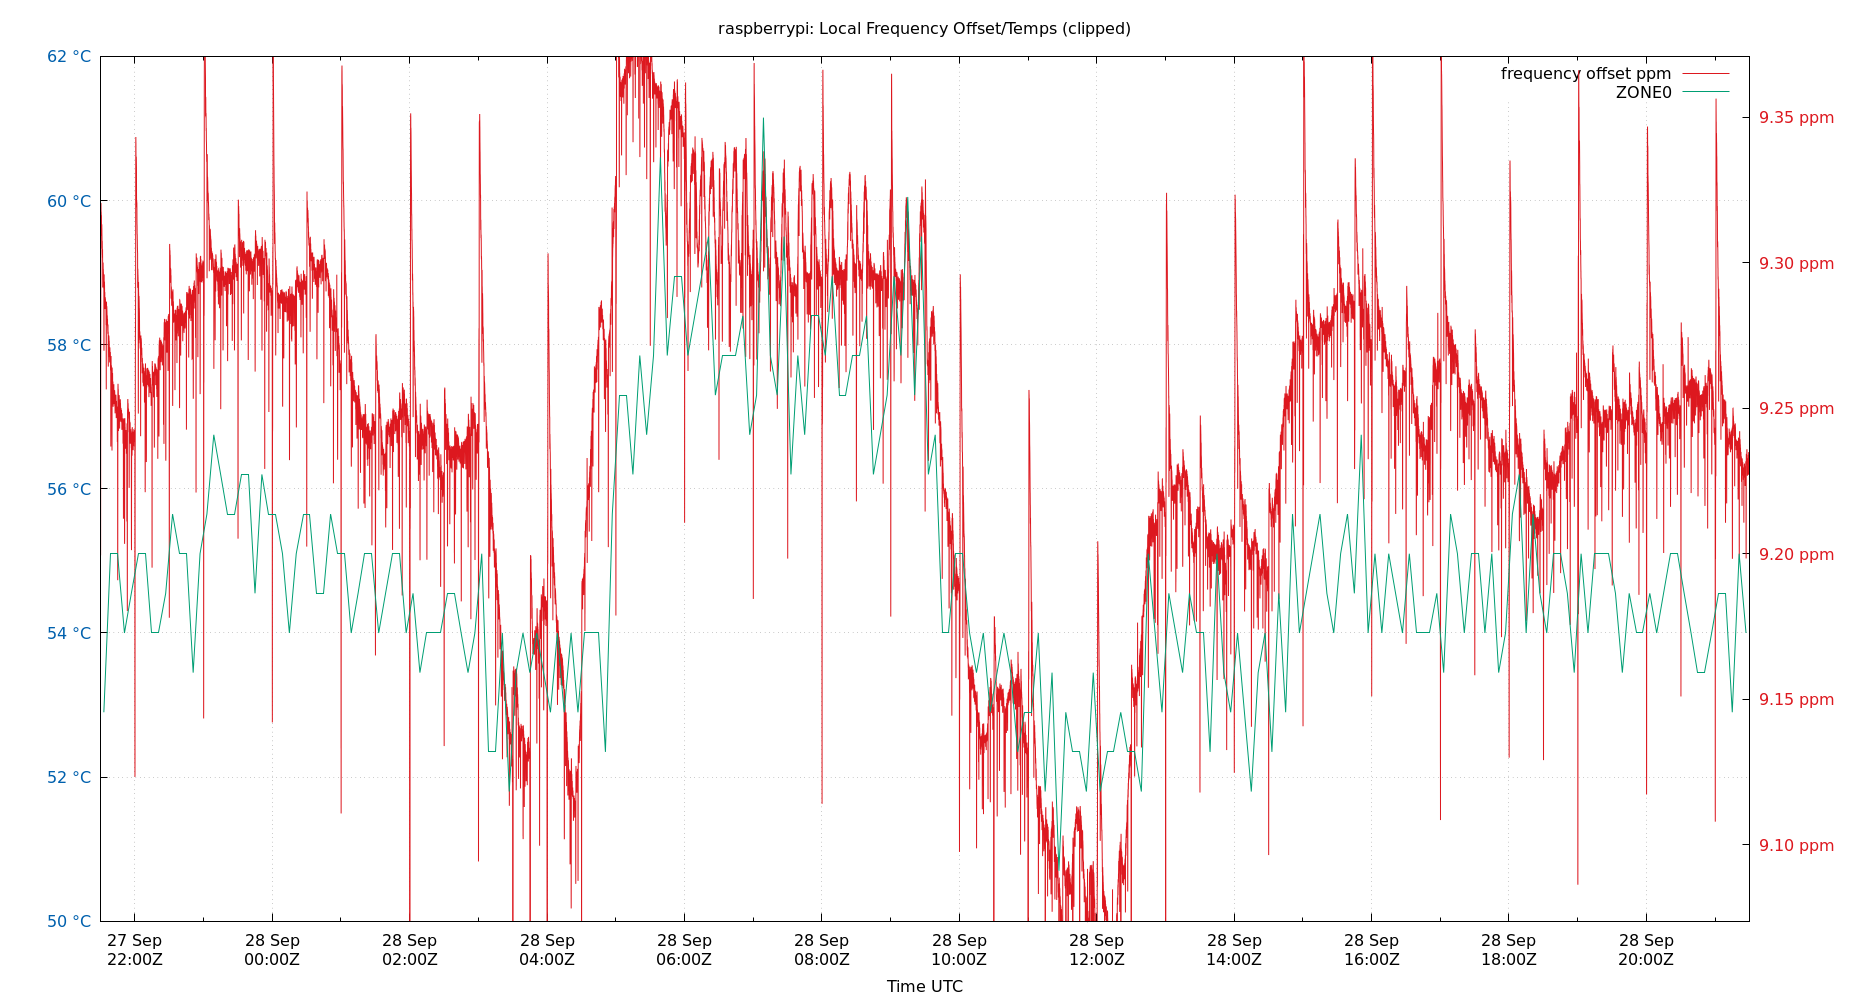 raspberrypi: Local Frequency Offset/Temps (clipped)
62 °C
60 °C
58 °C
56 °C
54 °C
52 °C
50 °C
frequency offset ppm
ZONE0
9.35 ppm
9.30 ppm
9.25 ppm
9.20 ppm
9.15 ppm
9.10 ppm
27 Sep 28 Sep 28 Sep 28 Sep 28 Sep 28 Sep 28 Sep 28 Sep 28 Sep 28 Sep 28 Sep 28 Sep
22:00Z 00:00Z 02:00Z 04:00Z 06:00Z 08:00Z 10:00Z 12:00Z 14:00Z 16:00Z 18:00Z 20:00Z
Time UTC